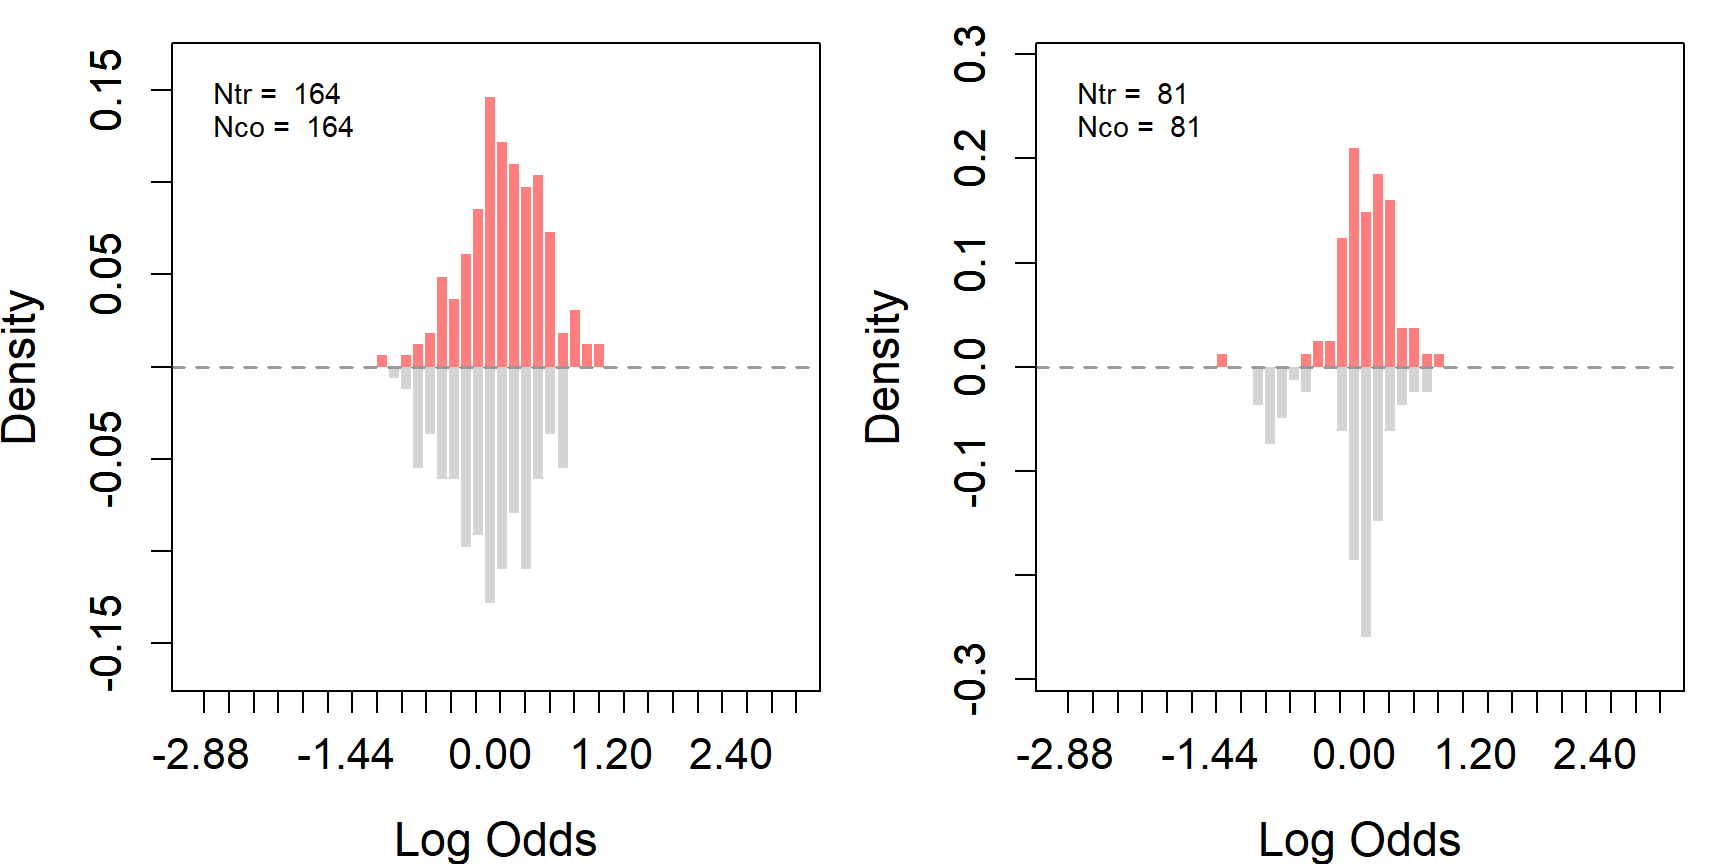 Ntr = 164
Nco = 164
0.15
0.05
-0.05
-0.15
Density
-2.88 -1.44 0.00 1.20 2.40
Log Odds
Ntr = 81
Nco = 81
0.3
0.2
0.1
0.0
-0.1
-0.3
Density
-2.88 -1.44 0.00 1.20 2.40
Log Odds